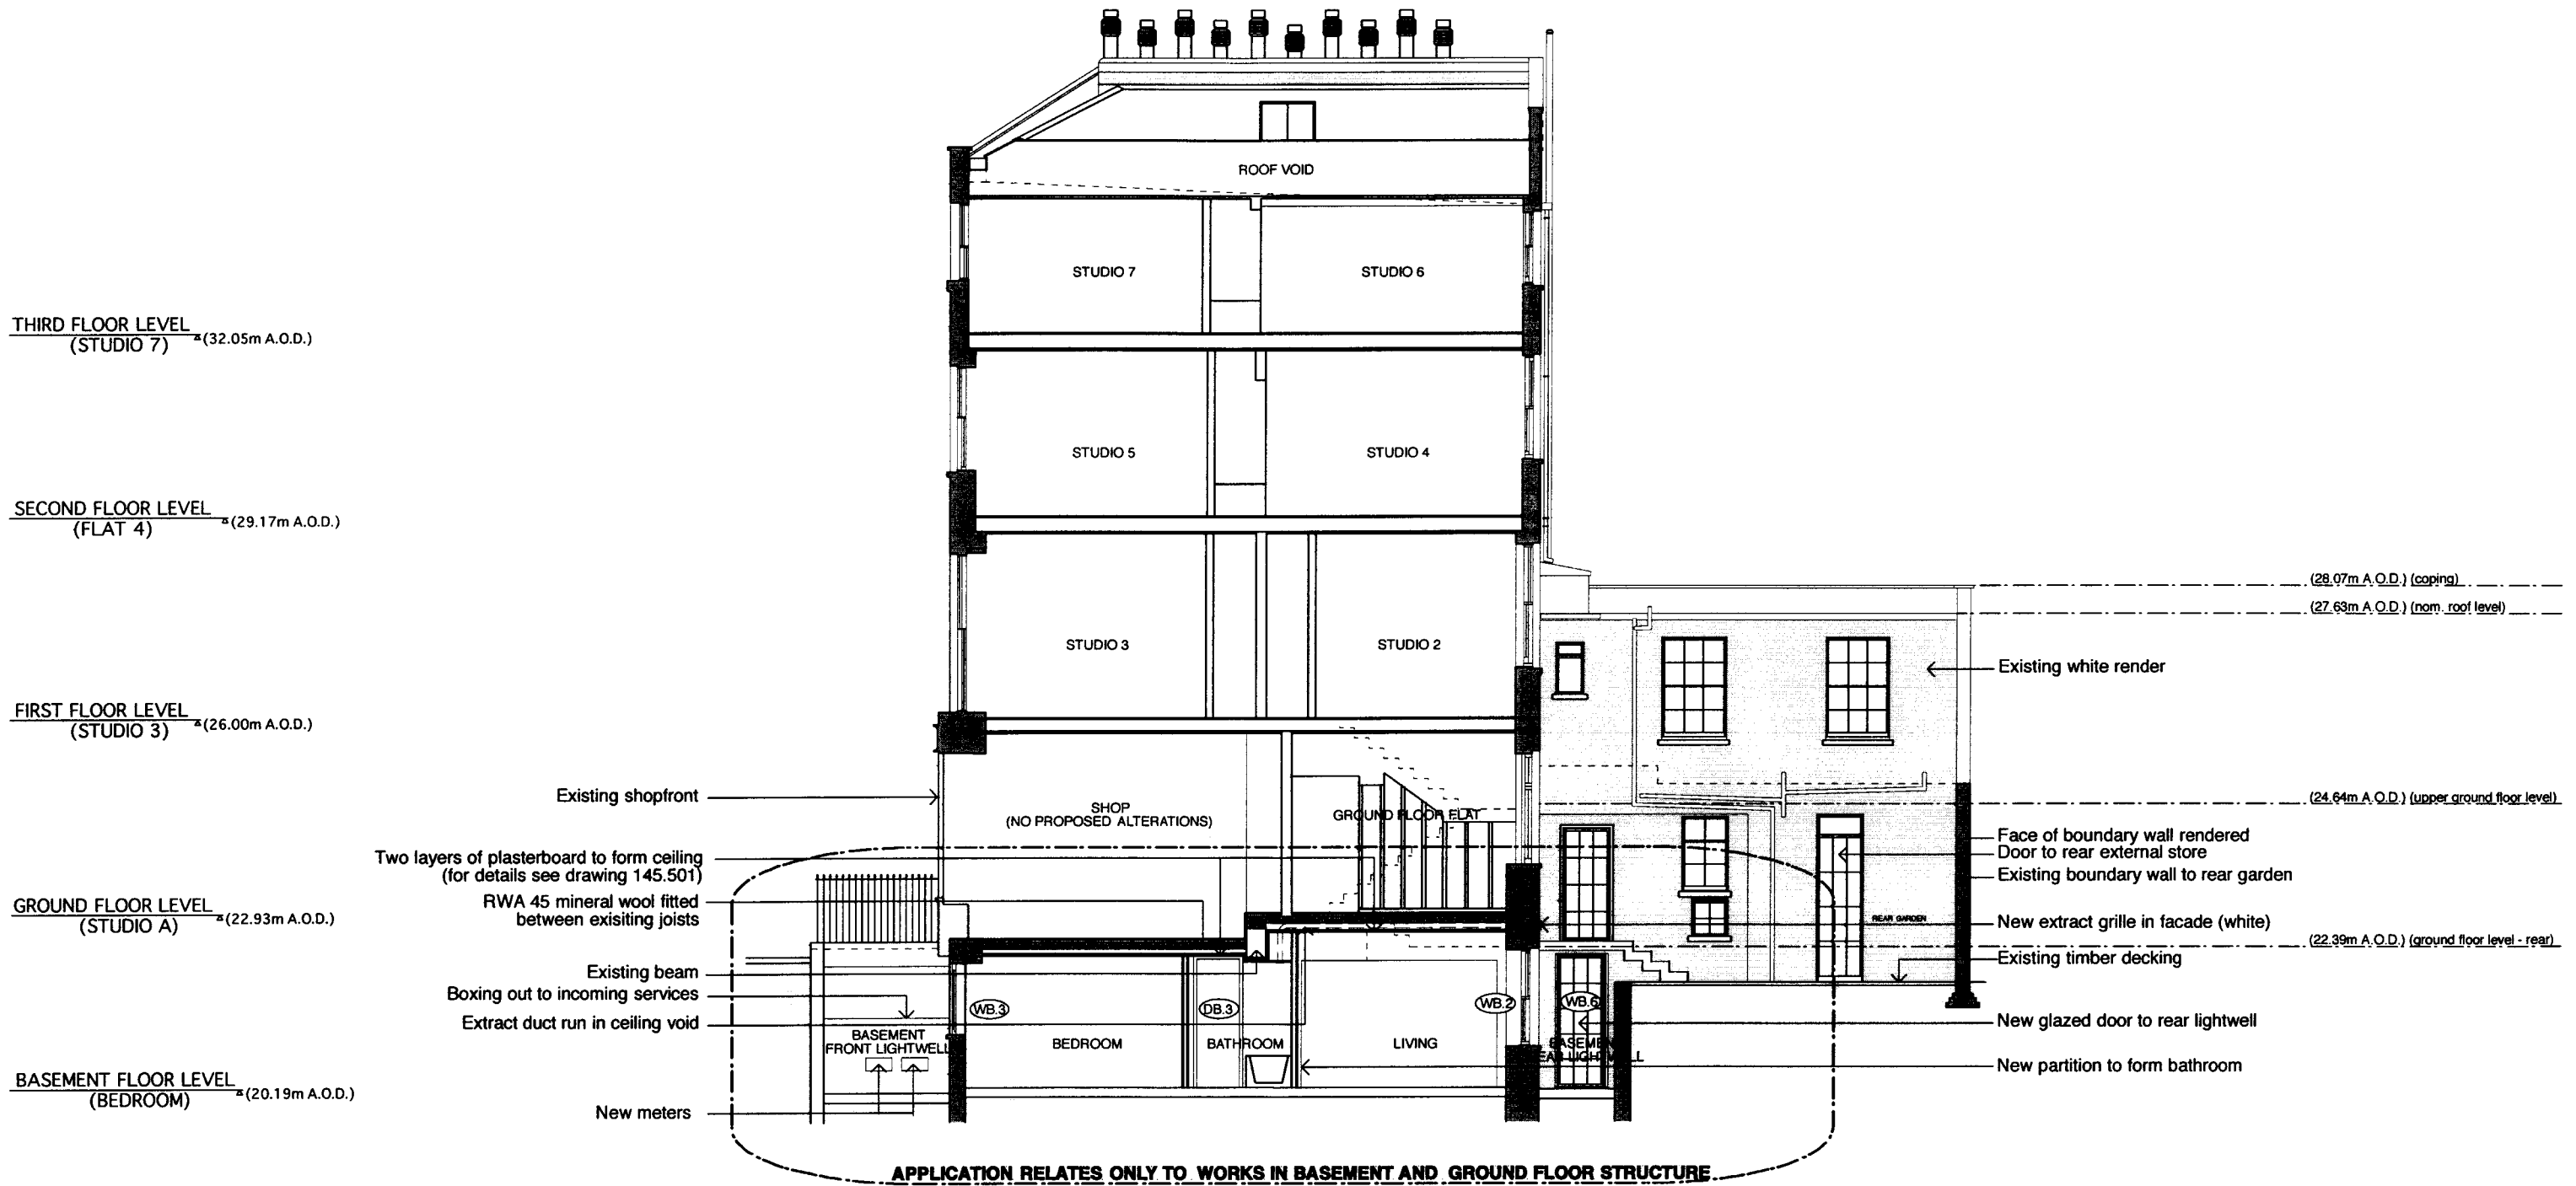 ROOF VOID
STUDIO 7
STUDIO 6
THIRD FLOOR LEVEL
(32.05m A.O.D.)
(STUDIO 7)
STUDIO 5
STUDIO 4
SECOND FLOOR LEVEL
(29.17m A.O.D.)
(FLAT 4)
(28.07m A.O.D.) (coping)
(27.63m A.O.D.) (nom. roof level)
STUDIO 3
STUDIO 2
Existing white render
FIRST FLOOR LEVEL
(26.00m A.O.D.)
(STUDIO 3)
Existing shopfront
SHOP
(NO PROPOSED ALTERATIONS)
GROUND FLOOR FLAT
(24.64m A.O.D.) (upper ground floor level)
Face of boundary wall rendered
Door to rear external store
Existing boundary wall to rear garden
Two layers of plasterboard to form ceiling
(for details see drawing 145.501)
RWA 45 mineral wool fitted
between exisiting joists
GROUND FLOOR LEVEL
(22.93m A.O.D.)
(STUDIO A)
REAR GARDEN
New extract grille in facade (white)
(22.39m A.O.D.) (ground floor level - rear)
Existing timber decking
Existing beam
Boxing out to incoming services
Extract duct run in ceiling void
WB.3
DB.3
WB.2
WB.6
New glazed door to rear lightwell
BASEMENT
FRONT LIGHTWELL
BEDROOM
BATHROOM
LIVING
BASEMENT
REAR LIGHTWELL
New partition to form bathroom
BASEMENT FLOOR LEVEL
(20.19m A.O.D.)
(BEDROOM)
New meters
APPLICATION RELATES ONLY TO WORKS IN BASEMENT AND GROUND FLOOR STRUCTURE